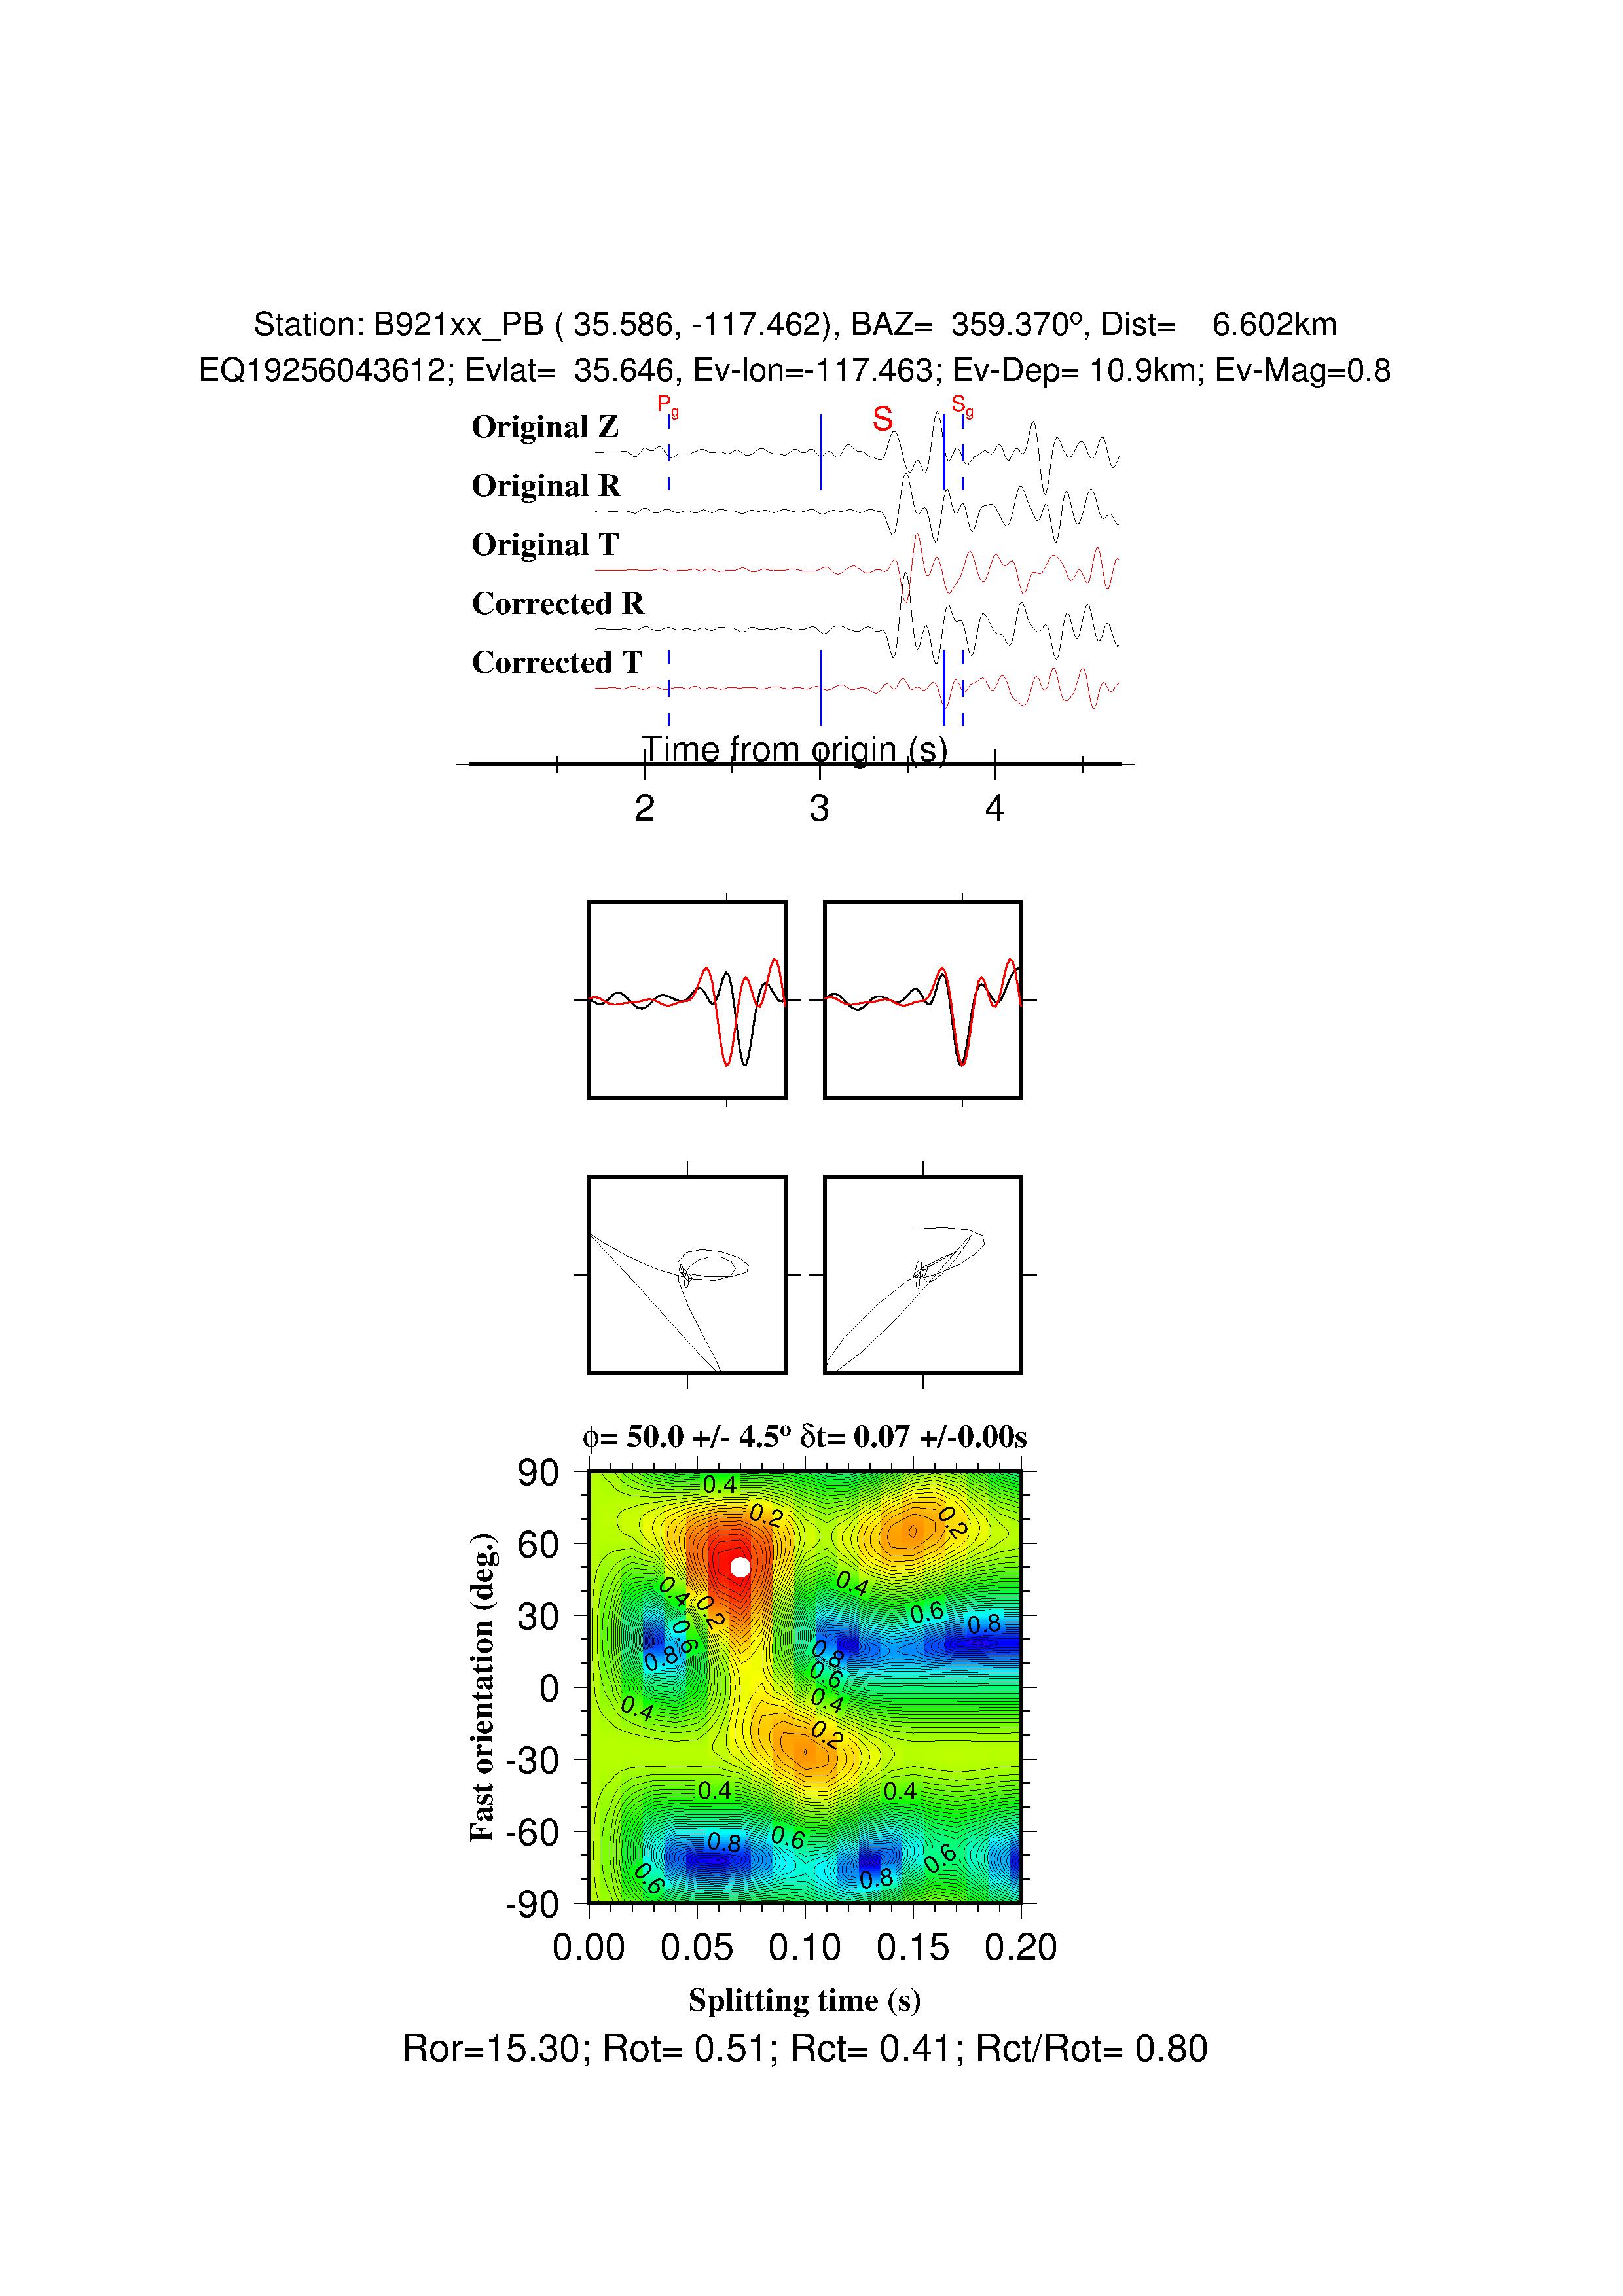 Station: B921xx_PB ( 35.586, -117.462), BAZ= 359.370º, Dist= 6.602km
EQ19256043612; Evlat= 35.646, Ev-lon=-117.463; Ev-Dep= 10.9km; Ev-Mag=0.8
Pg S Sg
Original Z
Original R
Original T
Corrected R
Corrected T
Time from origin (s)
2 3 4
ϕ= 50.0 +/- 4.5º δt= 0.07 +/-0.00s
Fast orientation (deg.)
90
60
30
0
-30
-60
-90
0.4
0.2
0.2
0.4
0.4
0.2
0.6
0.8
0.6
0.8
0.8
0.6
0.4
0.4
0.2
0.4
0.4
0.8
0.6
0.6
0.8
0.6
0.00 0.05 0.10 0.15 0.20
Splitting time (s)
Ror=15.30; Rot= 0.51; Rct= 0.41; Rct/Rot= 0.80